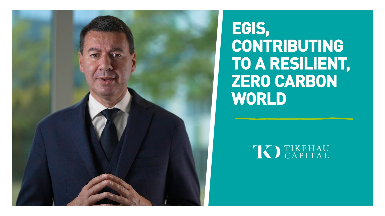 EGIS,
CONTRIBUTING
TO A RESILIENT,
ZERO CARBON
WORLD
TIKEHAU
CAPITAL